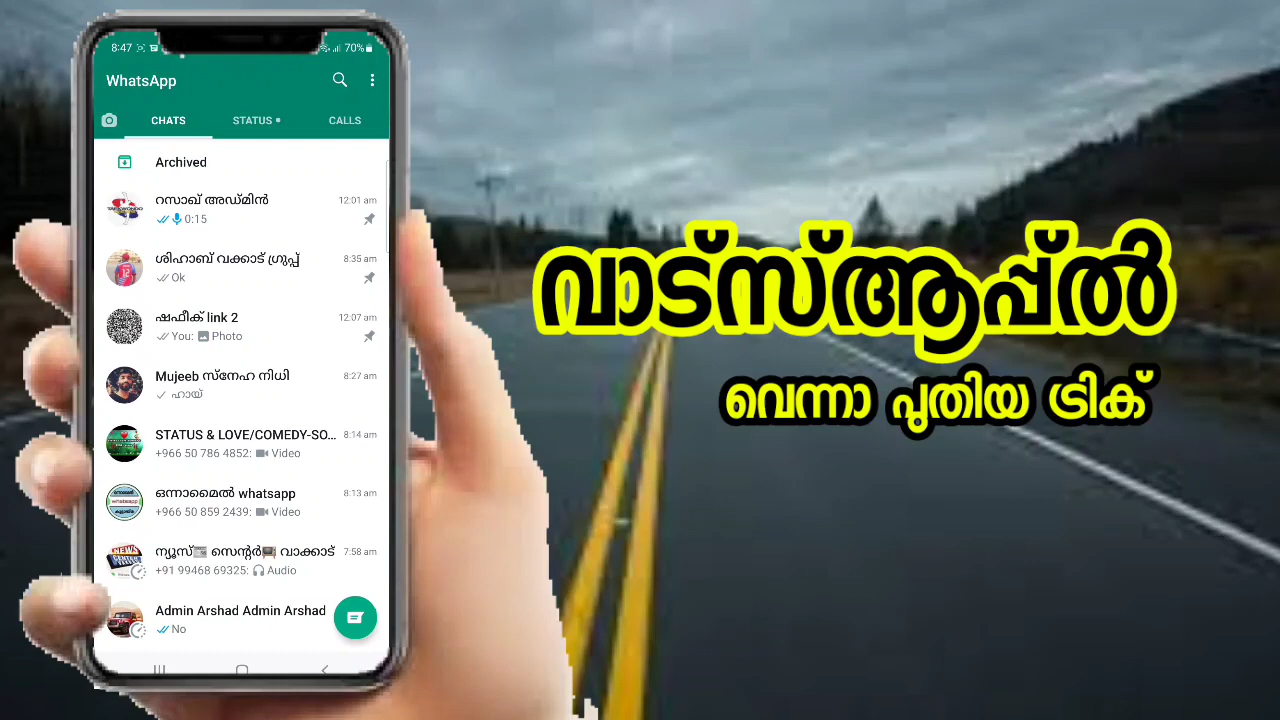 8:47
70%
WhatsApp
CHATS
STATUS
CALLS
Archived
റസാഖ് അഡ്മിൻ
12:01 am
0:15
ശിഹാബ് വക്കാട് ഗ്രുപ്പ്
8:35 am
Ok
ഷഫീക് link 2
12:07 am
You: Photo
Mujeeb സ്നേഹ നിധി
8:27 am
ഹായ്
STATUS & LOVE/COMEDY-SO...
8:14 am
+966 50 786 4852: Video
ഒന്നാമൈൽ whatsapp
8:13 am
+966 50 859 2439: Video
ന്യൂസ്📰 സെന്റർ📺 വാക്കാട്
7:58 am
+91 99468 69325: Audio
Admin Arshad Admin Arshad
No
വാട്സ്ആപ്പ്ൽ
വെന്നാ പുതിയ ട്രിക്